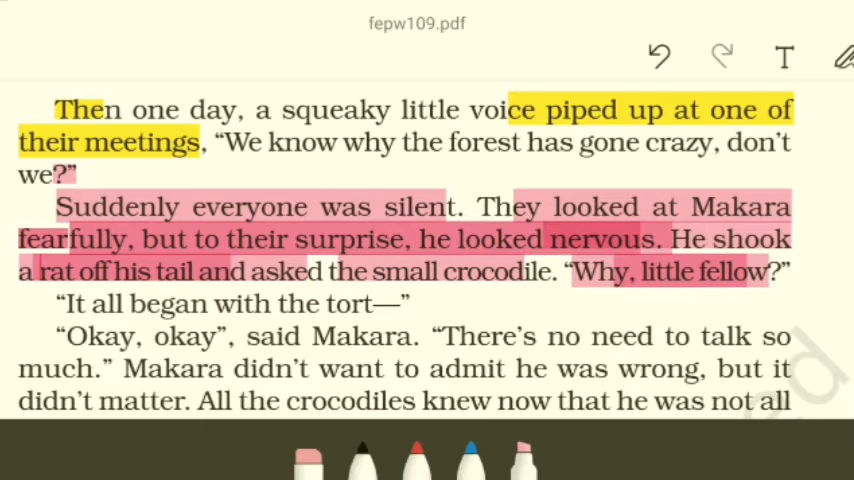 fepw109.pdf
T
Then one day, a squeaky little voice piped up at one of
their meetings, “We know why the forest has gone crazy, don’t
we?”
Suddenly everyone was silent. They looked at Makara
fearfully, but to their surprise, he looked nervous. He shook
a rat off his tail and asked the small crocodile. “Why, little fellow?”
“It all began with the tort—”
“Okay, okay”, said Makara. “There’s no need to talk so
much.” Makara didn’t want to admit he was wrong, but it
didn’t matter. All the crocodiles knew now that he was not all